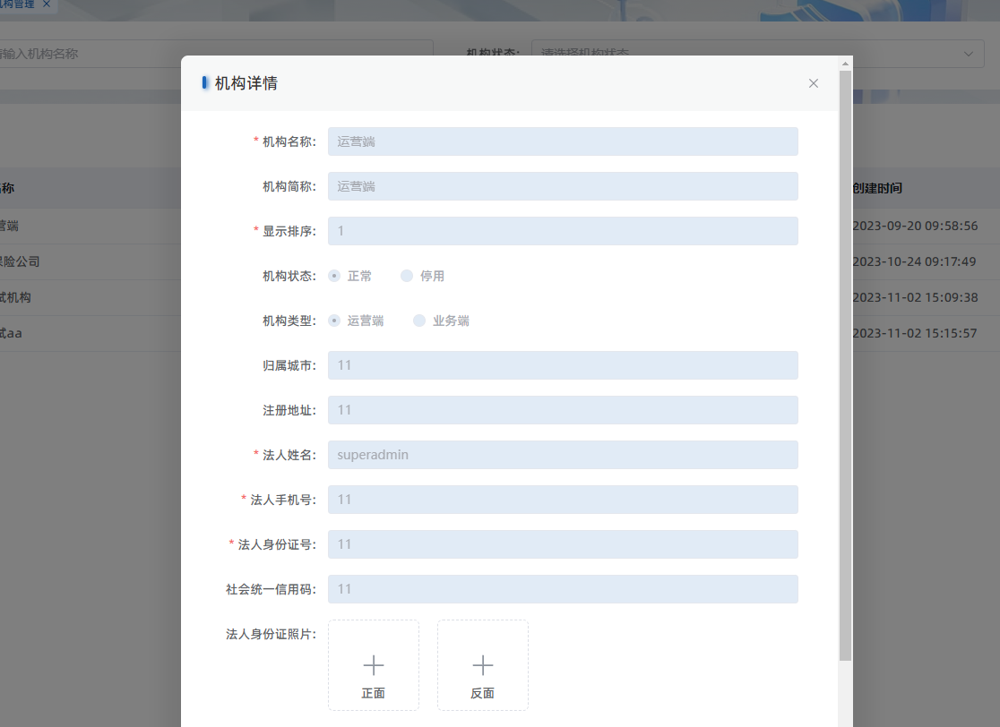 机构管理
请输入机构名称
机构状态：
请选择机构状态
机构详情
* 机构名称：
运营端
机构简称：
运营端
* 显示排序：
1
机构状态：
正常
停用
机构类型：
运营端
业务端
归属城市：
11
注册地址：
11
* 法人姓名：
superadmin
* 法人手机号：
11
* 法人身份证号：
11
社会统一信用码：
11
法人身份证照片：
正面
反面
名称
创建时间
营端
2023-09-20 09:58:56
保险公司
2023-10-24 09:17:49
试机构
2023-11-02 15:09:38
试aa
2023-11-02 15:15:57